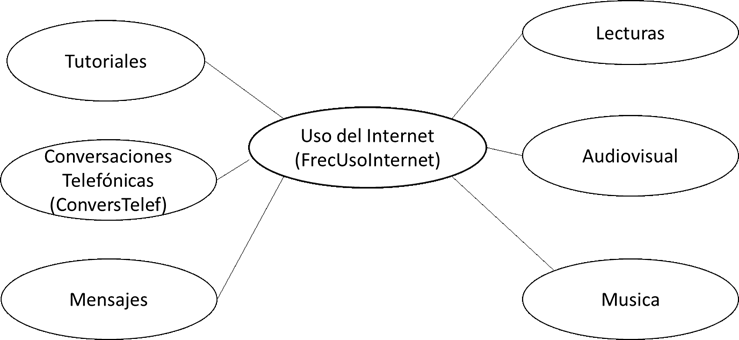 Tutoriales
Conversaciones
Telefónicas
(ConversTelef)
Mensajes
Uso del Internet
(FrecUsoInternet)
Lecturas
Audiovisual
Musica